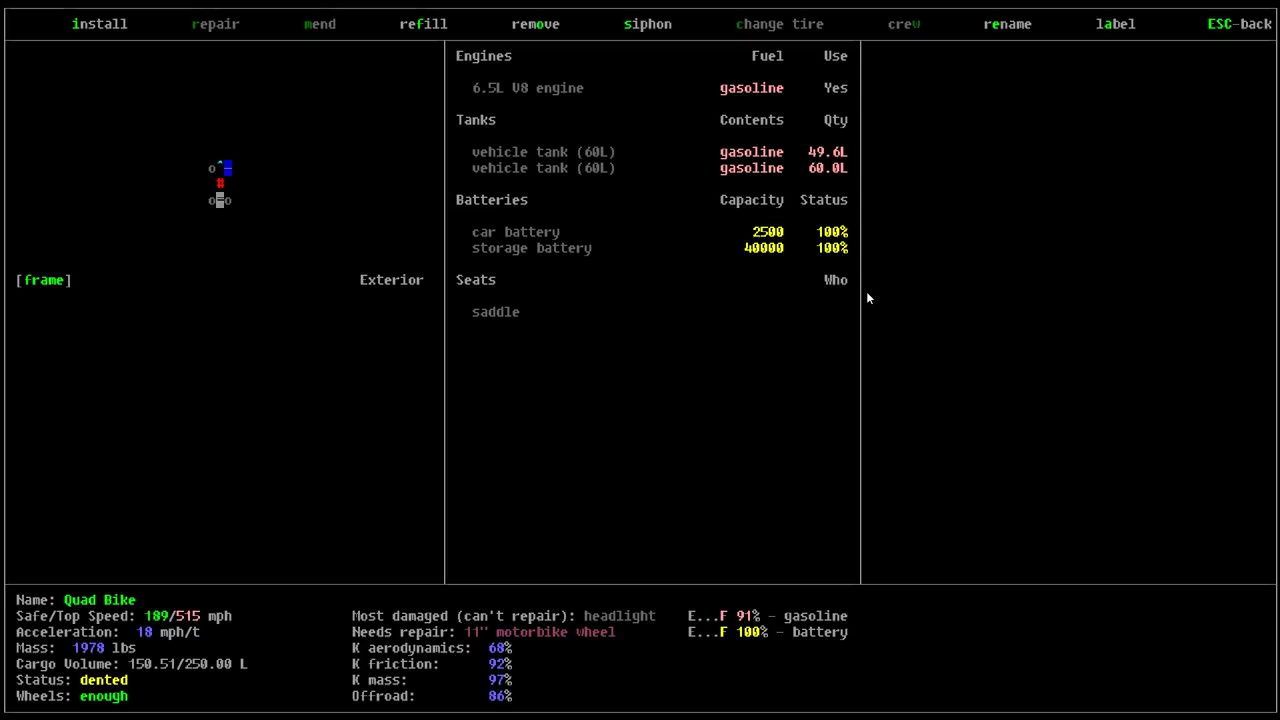 install repair mend refill remove siphon change tire crew rename label ESC-back
Engines Fuel Use
6.5L V8 engine gasoline Yes
Tanks Contents Qty
vehicle tank (60L) gasoline 49.6L
vehicle tank (60L) gasoline 60.0L
Batteries Capacity Status
car battery 2500 100%
storage battery 40000 100%
o^
#
o=o
[frame] Exterior
Seats Who
saddle
Name: Quad Bike
Safe/Top Speed: 189/515 mph
Acceleration: 18 mph/t
Mass: 1978 lbs
Cargo Volume: 150.51/250.00 L
Status: dented
Wheels: enough
Most damaged (can't repair): headlight
Needs repair: 11" motorbike wheel
K aerodynamics: 68%
K friction: 92%
K mass: 97%
Offroad: 86%
E...F 91% - gasoline
E...F 100% - battery